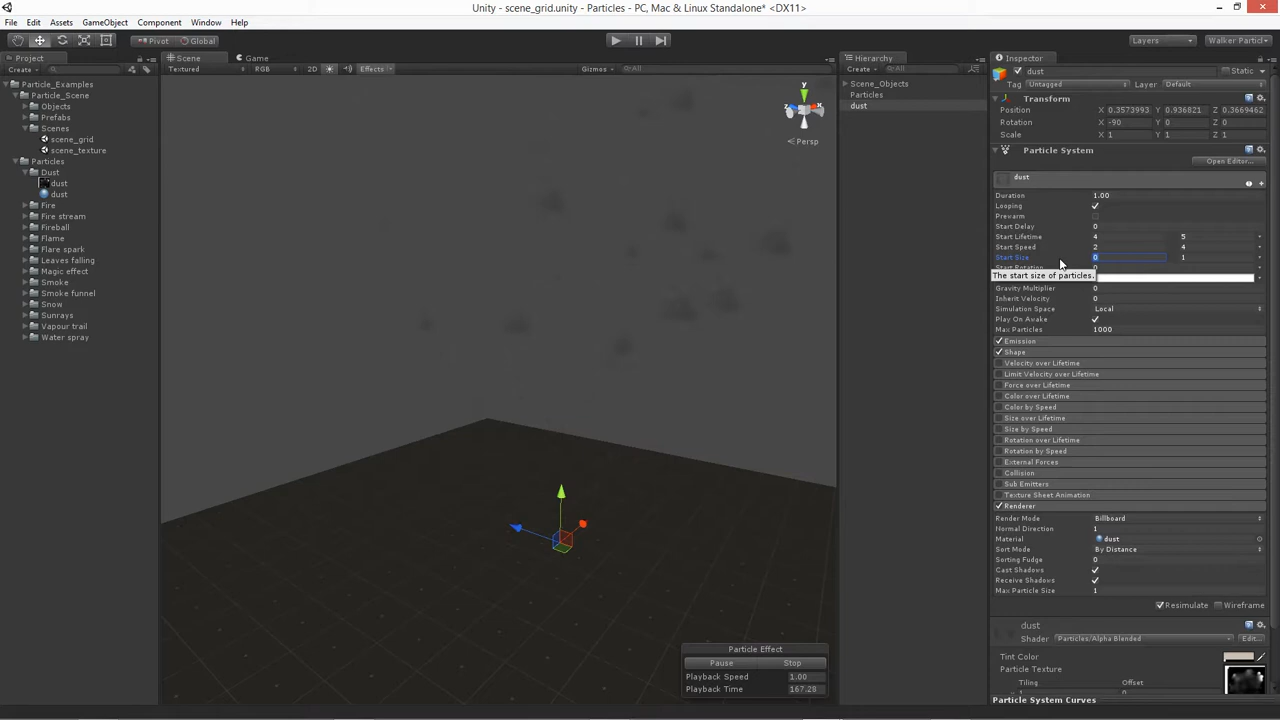 Unity - scene_grid.unity - Particles - PC, Mac & Linux Standalone* <DX11>
File Edit Assets GameObject Component Window Help
Pivot Global Layers Walker Particl
Project
Create
Particle_Examples
Particle_Scene
Objects
Prefabs
Scenes
scene_grid
scene_texture
Particles
Dust
dust
dust
Fire
Fire stream
Fireball
Flame
Flare spark
Leaves falling
Magic effect
Smoke
Smoke funnel
Snow
Sunrays
Vapour trail
Water spray
Scene Game
Textured RGB 2D Effects Gizmos All
y
x
z
Persp
Particle Effect
Pause Stop
Playback Speed 1.00
Playback Time 167.28
Hierarchy
Create All
Scene_Objects
Particles
dust
Inspector
dust Static
Tag Untagged Layer Default
Transform
Position X 0.3573993 Y 0.936821 Z 0.3669462
Rotation X -90 Y 0 Z 0
Scale X 1 Y 1 Z 1
Particle System
Open Editor...
dust
Duration 1.00
Looping
Prewarm
Start Delay 0
Start Lifetime 4 5
Start Speed 2 4
Start Size 0 1
Start Rotation 0
The start size of particles.
Gravity Multiplier 0
Inherit Velocity 0
Simulation Space Local
Play On Awake
Max Particles 1000
Emission
Shape
Velocity over Lifetime
Limit Velocity over Lifetime
Force over Lifetime
Color over Lifetime
Color by Speed
Size over Lifetime
Size by Speed
Rotation over Lifetime
Rotation by Speed
External Forces
Collision
Sub Emitters
Texture Sheet Animation
Renderer
Render Mode Billboard
Normal Direction 1
Material dust
Sort Mode By Distance
Sorting Fudge 0
Cast Shadows
Receive Shadows
Max Particle Size 1
Resimulate Wireframe
dust
Shader Particles/Alpha Blended Edit...
Tint Color
Particle Texture
Tiling Offset
Particle System Curves